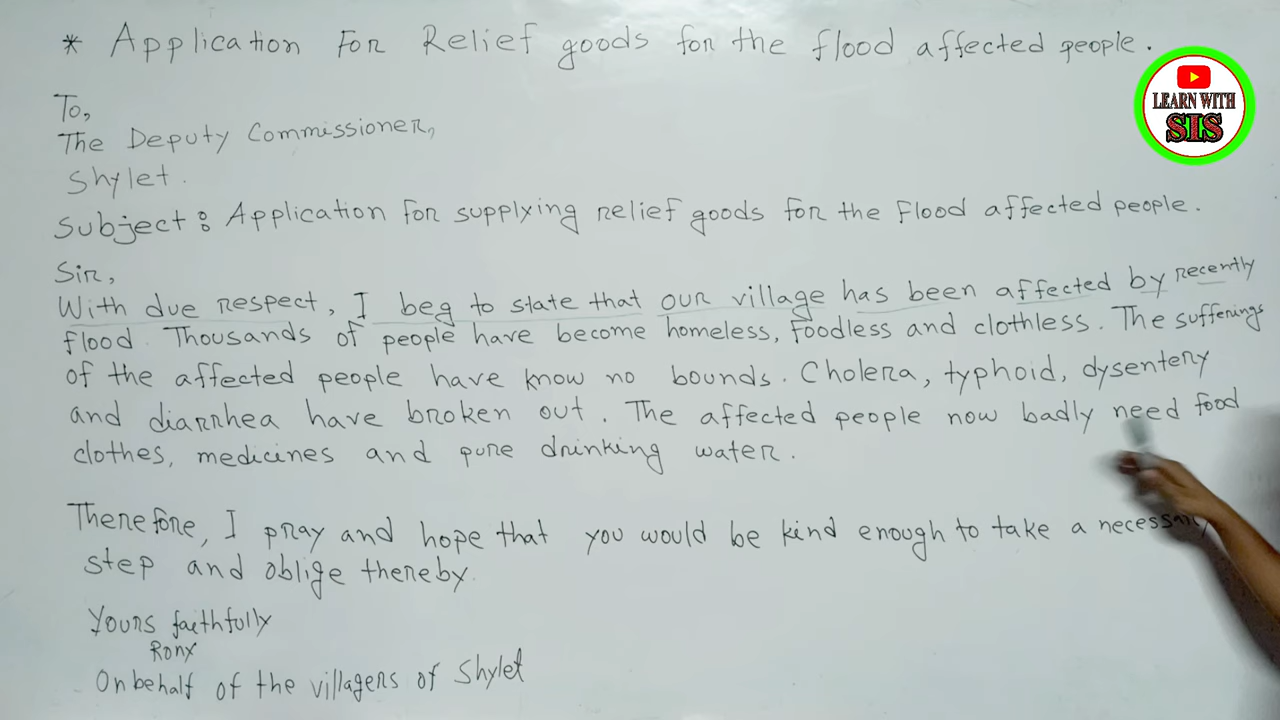 * Application For Relief goods for the flood affected people.
LEARN WITH
SIS
To,
The Deputy Commissioner,
Shylet.
Subject: Application for supplying relief goods for the Flood affected people.
Sir,
With due respect, I beg to state that our village has been affected by recently
flood. Thousands of people have become homeless, foodless and clothless. The sufferings
of the affected people have know no bounds. Cholera, typhoid, dysentery
and diarrhea have broken out. The affected people now badly need food
clothes, medicines and pure drinking water.
Therefore, I pray and hope that you would be kind enough to take a necessary
step and oblige thereby.
Yours faithfully
Rony
On behalf of the villagers of Shylet